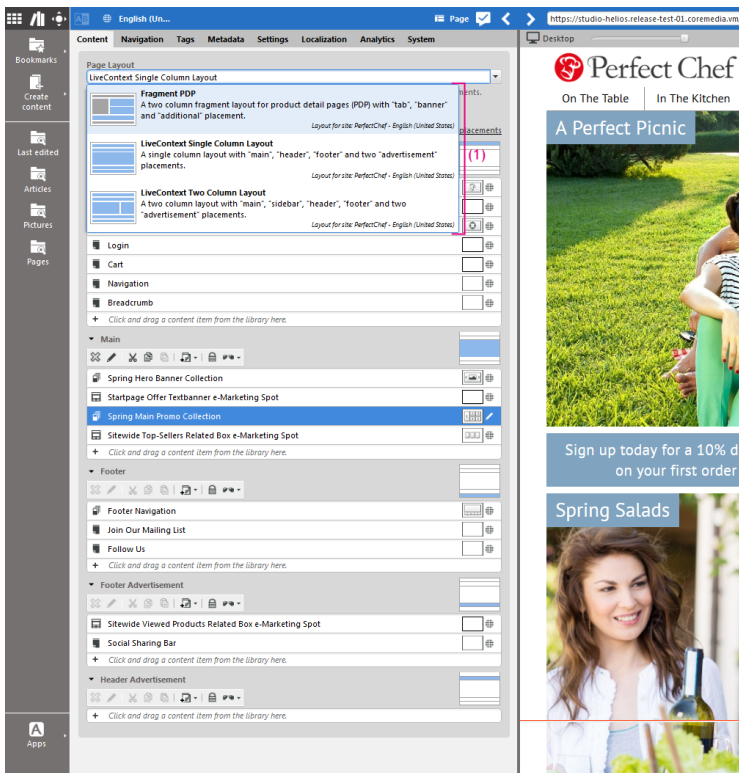 English (Un...
Page
https://studio-helios.release-test-01.coremedia.vm
Bookmarks
Create
content
Last edited
Articles
Pictures
Pages
Apps
Content Navigation Tags Metadata Settings Localization Analytics System
Desktop
Page Layout
LiveContext Single Column Layout
Fragment PDP
A two column fragment layout for product detail pages (PDP) with "tab", "banner"
and "additional" placement.
Layout for site: PerfectChef - English (United States)
LiveContext Single Column Layout
A single column layout with "main", "header", "footer" and two "advertisement"
placements.
Layout for site: PerfectChef - English (United States)
LiveContext Two Column Layout
A two column layout with "main", "sidebar", "header", "footer" and two
"advertisement" placements.
Layout for site: PerfectChef - English (United States)
ments.
placements
(1)
Login
Cart
Navigation
Breadcrumb
+ Click and drag a content item from the library here.
Main
Spring Hero Banner Collection
Startpage Offer Textbanner e-Marketing Spot
Spring Main Promo Collection
Sitewide Top-Sellers Related Box e-Marketing Spot
+ Click and drag a content item from the library here.
Footer
Footer Navigation
Join Our Mailing List
Follow Us
+ Click and drag a content item from the library here.
Footer Advertisement
Sitewide Viewed Products Related Box e-Marketing Spot
Social Sharing Bar
+ Click and drag a content item from the library here.
Header Advertisement
+ Click and drag a content item from the library here.
Perfect Chef
On The Table In The Kitchen
A Perfect Picnic
Sign up today for a 10% d
on your first order
Spring Salads